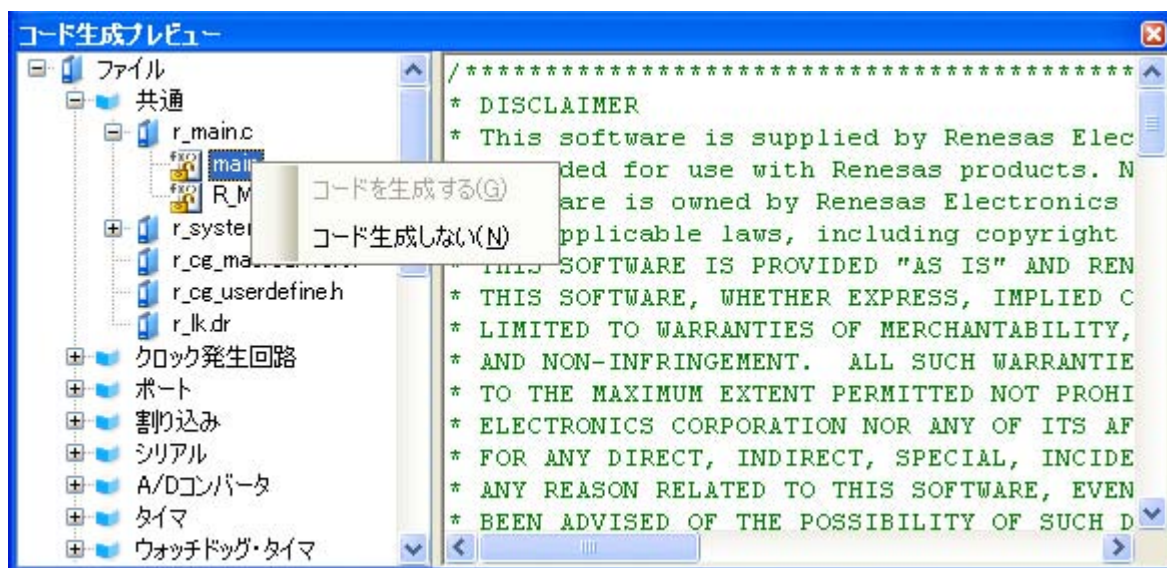 コード生成プレビュー
ファイル
共通
r_main.c
main
R_M
r_system
r_cg_macrodriver.h
r_cg_userdefine.h
r_lk.dr
クロック発生回路
ポート
割り込み
シリアル
A/Dコンバータ
タイマ
ウォッチドッグ・タイマ
コードを生成する(G)
コード生成しない(N)
/******************************************
* DISCLAIMER
* This software is supplied by Renesas Elec
ded for use with Renesas products. N
are is owned by Renesas Electronics
pplicable laws, including copyright
* THIS SOFTWARE IS PROVIDED "AS IS" AND REN
* THIS SOFTWARE, WHETHER EXPRESS, IMPLIED O
* LIMITED TO WARRANTIES OF MERCHANTABILITY,
* AND NON-INFRINGEMENT.  ALL SUCH WARRANTIE
* TO THE MAXIMUM EXTENT PERMITTED NOT PROHI
* ELECTRONICS CORPORATION NOR ANY OF ITS AF
* FOR ANY DIRECT, INDIRECT, SPECIAL, INCIDE
* ANY REASON RELATED TO THIS SOFTWARE, EVEN
* BEEN ADVISED OF THE POSSIBILITY OF SUCH D